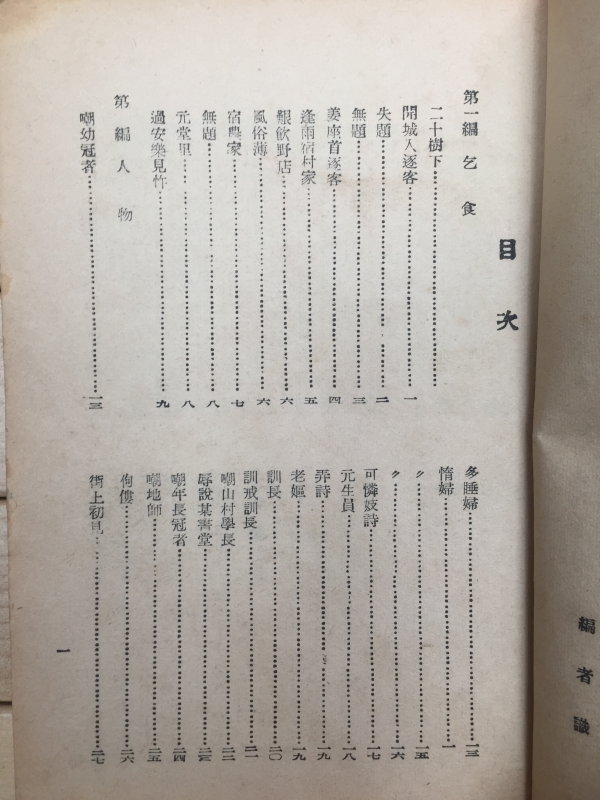 編者識
目次
第一編 乞食
二十樹下
開城人逐客……一
失題……二
無題……三
姜座首逐客……四
逢雨宿村家……五
艱飮野店……六
風俗薄……六
宿農家……七
無題……八
元堂里……八
過安樂見忤……九
第 編 人物
嘲幼冠者……一三
多睡婦……一三
惰婦……一
〃……一五
〃……一六
可憐妓詩……一七
元生員……一八
弄詩……一九
老嫗……一九
訓長……二〇
訓戒訓長……二一
嘲山村學長……二二
辱說某書堂……二三
嘲年長冠者……二四
嘲地師……二五
佝僂……二六
街上初見……二七
一